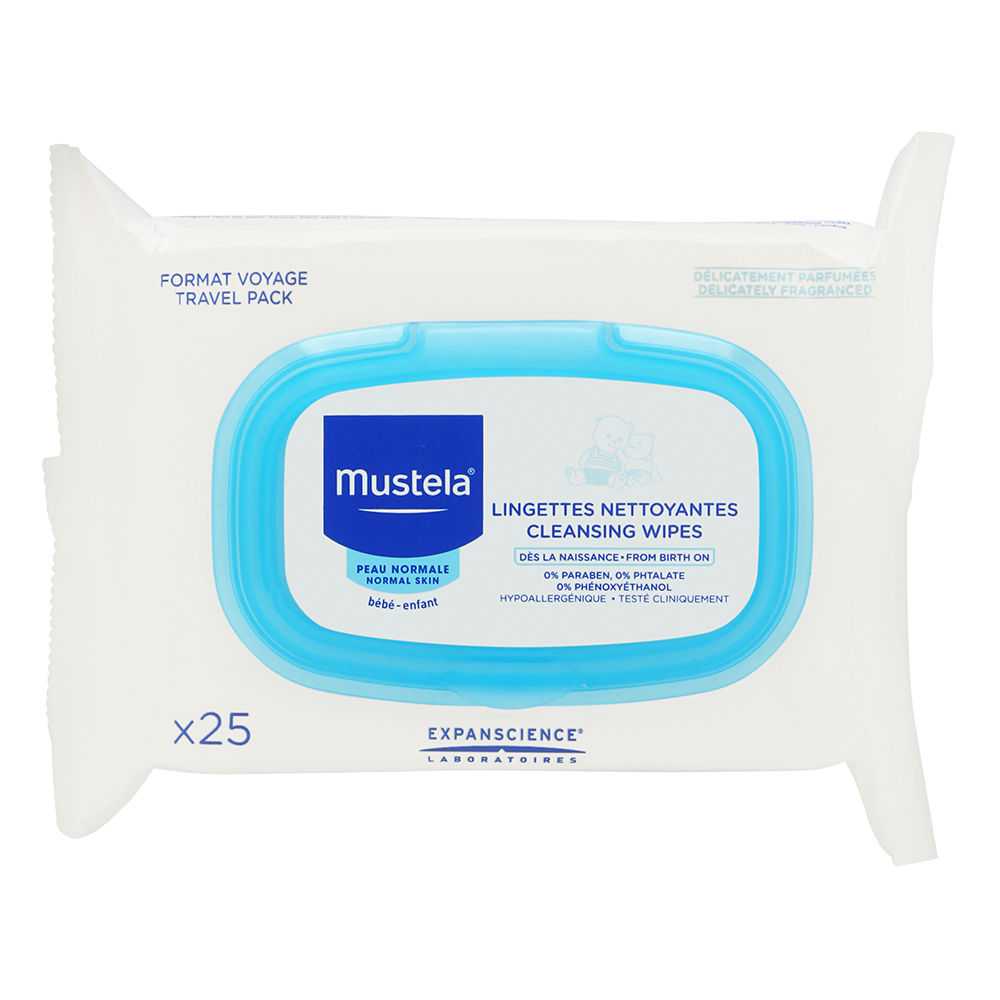 FORMAT VOYAGE
TRAVEL PACK
DÉLICATEMENT PARFUMÉES
DELICATELY FRAGRANCED
mustela®
PEAU NORMALE
NORMAL SKIN
bébé-enfant
LINGETTES NETTOYANTES
CLEANSING WIPES
DÈS LA NAISSANCE • FROM BIRTH ON
0% PARABEN, 0% PHTALATE
0% PHÉNOXYÉTHANOL
HYPOALLERGÉNIQUE • TESTÉ CLINIQUEMENT
x25
EXPANSCIENCE®
LABORATOIRES